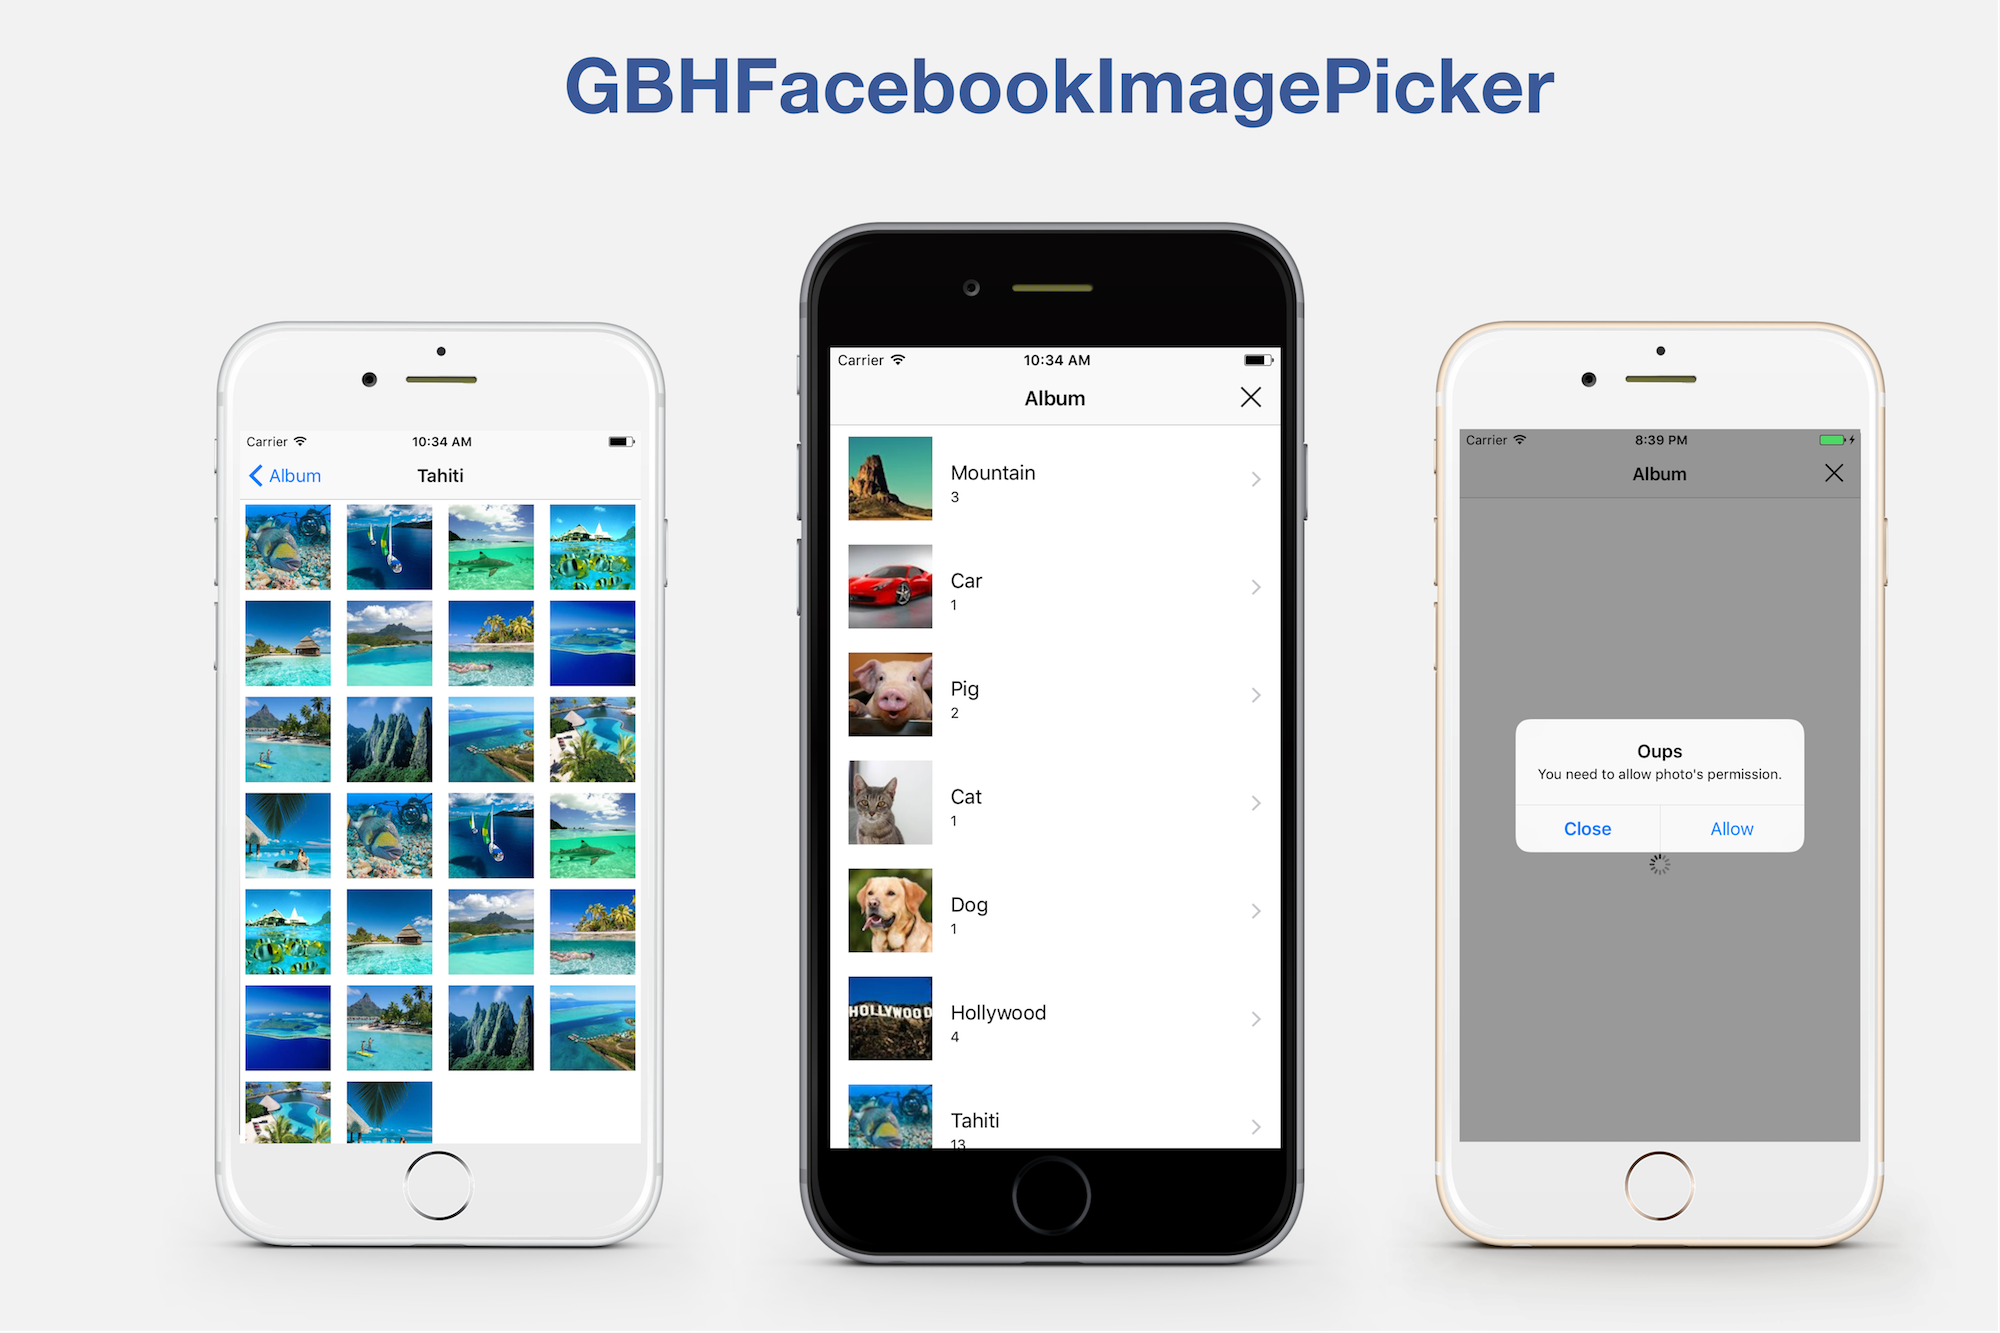 GBHFacebookImagePicker
Carrier 10:34 AM
Album Tahiti
Carrier 10:34 AM
Album
Mountain
3
Car
1
Pig
2
Cat
1
Dog
1
HOLLYWOOD
Hollywood
4
Tahiti
13
Carrier 8:39 PM
Album
Oups
You need to allow photo's permission.
Close Allow